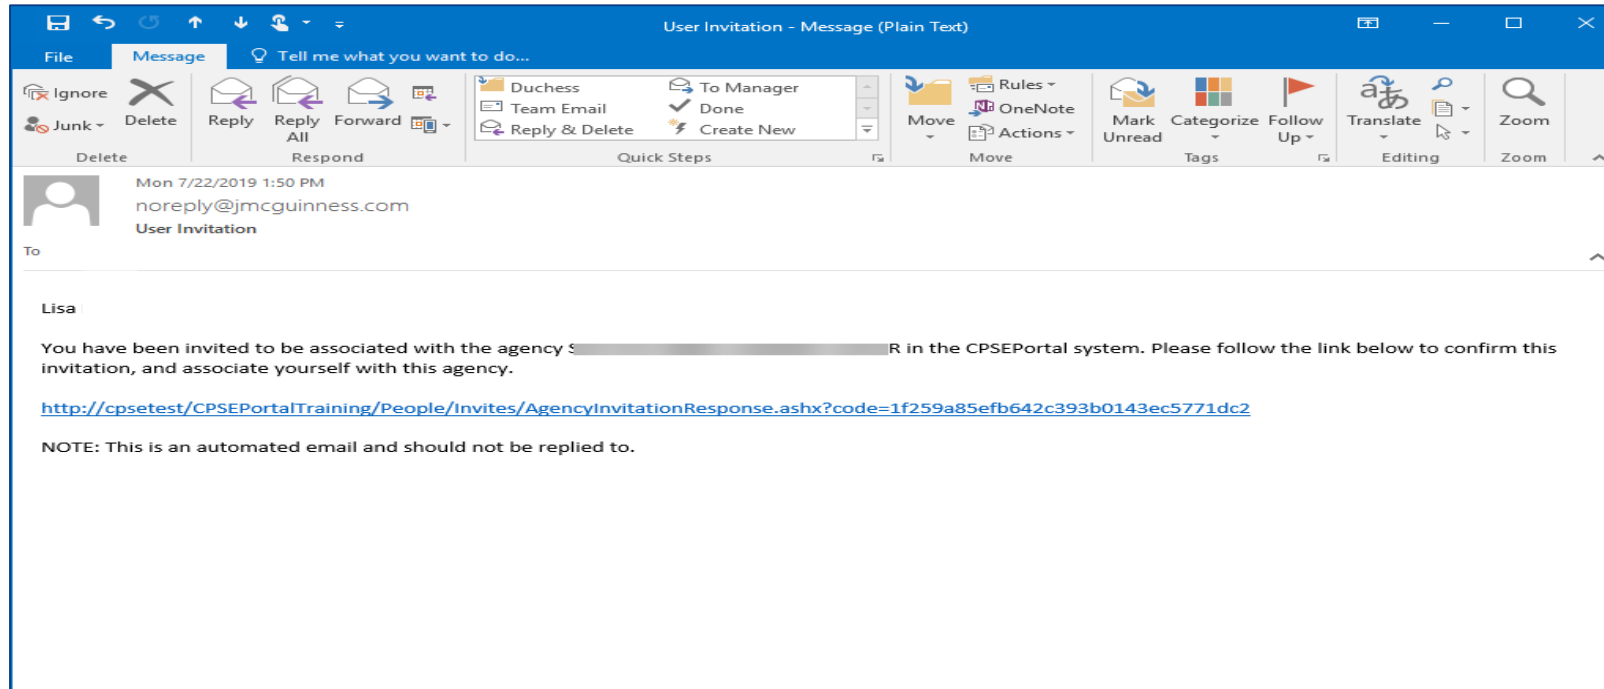 User Invitation - Message (Plain Text)
File Message Tell me what you want to do...
Ignore
Junk
Delete
Reply
Reply All
Forward
Duchess
Team Email
Reply & Delete
To Manager
Done
Create New
Move
Rules
OneNote
Actions
Mark Unread
Categorize
Follow Up
Translate
Zoom
Delete Respond Quick Steps Move Tags Editing Zoom
Mon 7/22/2019 1:50 PM
noreply@jmcguinness.com
User Invitation
To
Lisa
You have been invited to be associated with the agency S R in the CPSEPortal system. Please follow the link below to confirm this
invitation, and associate yourself with this agency.
http://cpsetest/CPSEPortalTraining/People/Invites/AgencyInvitationResponse.ashx?code=1f259a85efb642c393b0143ec5771dc2
NOTE: This is an automated email and should not be replied to.